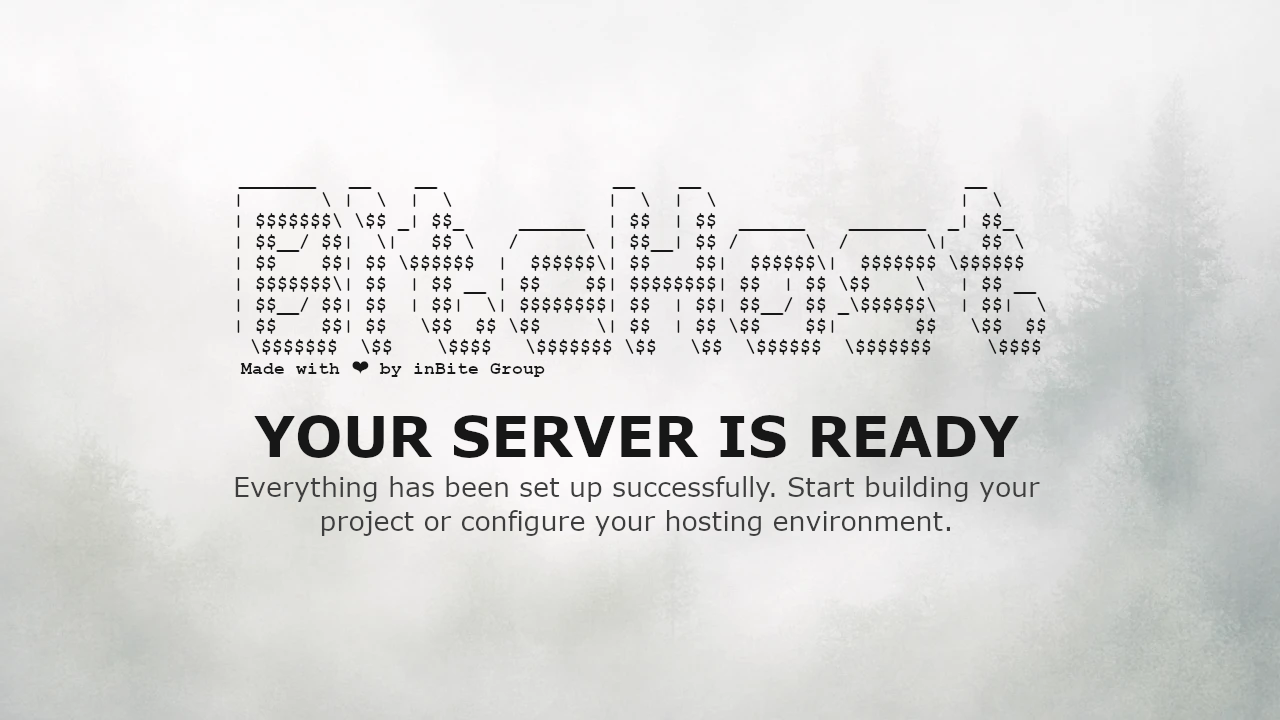 BiteHost
Made with ❤ by inBite Group
YOUR SERVER IS READY
Everything has been set up successfully. Start building your
project or configure your hosting environment.